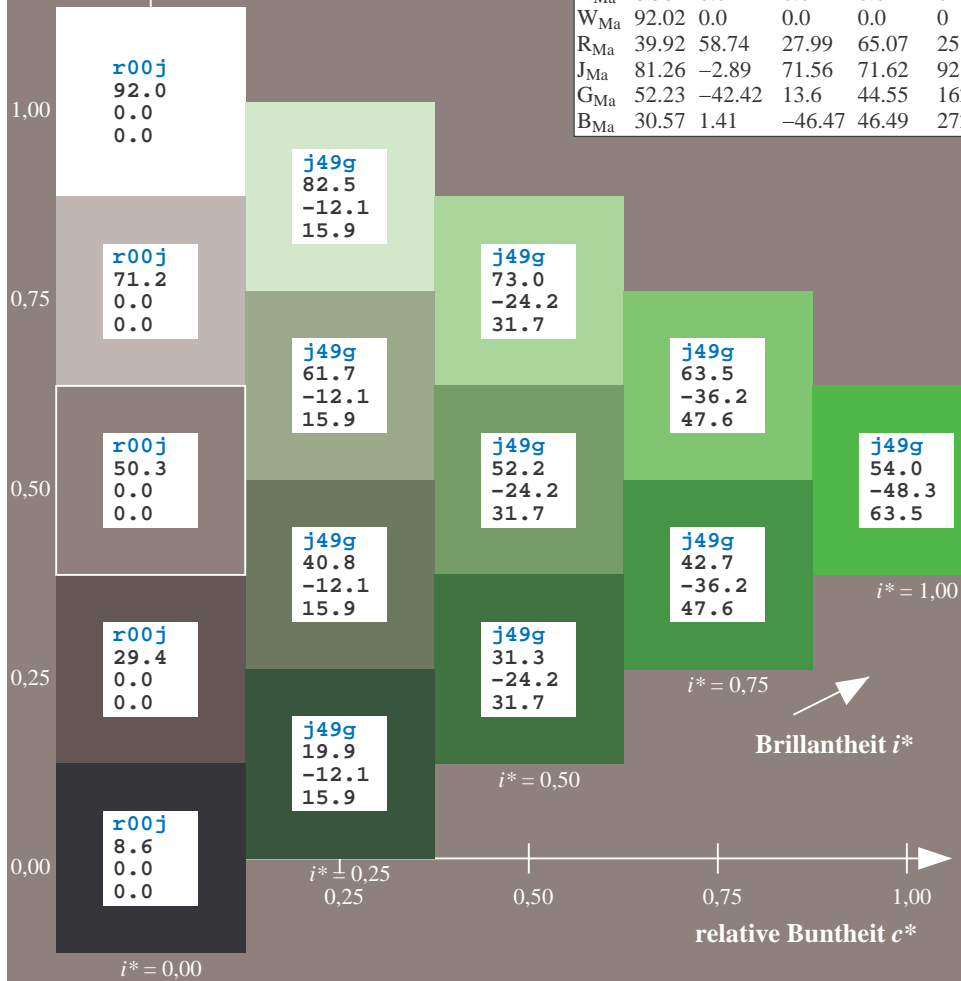 W_Ma 92.02 0.0 0.0 0.0 0
R_Ma 39.92 58.74 27.99 65.07 25
J_Ma 81.26 −2.89 71.56 71.62 92
G_Ma 52.23 −42.42 13.6 44.55
B_Ma 30.57 1.41 −46.47 46.49
1,00
r00j
92.0
0.0
0.0
j49g
82.5
-12.1
15.9
0,75
r00j
71.2
0.0
0.0
j49g
73.0
-24.2
31.7
j49g
61.7
-12.1
15.9
j49g
63.5
-36.2
47.6
0,50
r00j
50.3
0.0
0.0
j49g
52.2
-24.2
31.7
j49g
54.0
-48.3
63.5
i* = 1,00
j49g
40.8
-12.1
15.9
j49g
42.7
-36.2
47.6
i* = 0,75
0,25
r00j
29.4
0.0
0.0
j49g
31.3
-24.2
31.7
i* = 0,50
Brillantheit i*
j49g
19.9
-12.1
15.9
i* = 0,25
0,00
r00j
8.6
0.0
0.0
i* = 0,00
0,25 0,50 0,75 1,00
relative Buntheit c*